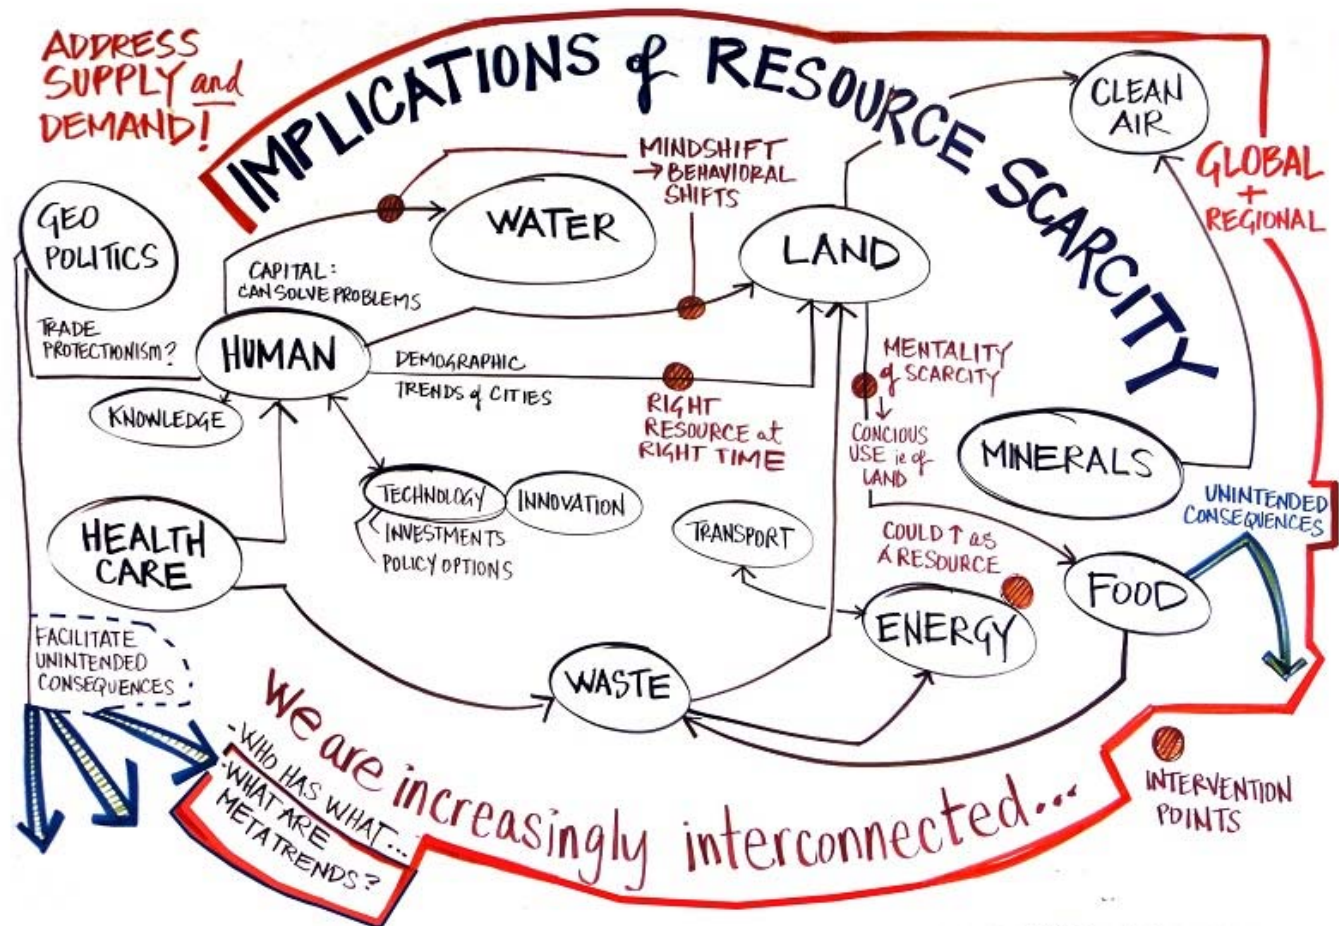 ADDRESS
SUPPLY and
DEMAND!
IMPLICATIONS of RESOURCE SCARCITY
CLEAN
AIR
GLOBAL
+
REGIONAL
MINDSHIFT
→ BEHAVIORAL
SHIFTS
GEO
POLITICS
WATER
LAND
CAPITAL:
CAN SOLVE PROBLEMS
TRADE
PROTECTIONISM?
HUMAN
DEMOGRAPHIC
TRENDS of CITIES
KNOWLEDGE
RIGHT
RESOURCE at
RIGHT TIME
MENTALITY
of SCARCITY
↓
CONCIOUS
USE ie of
LAND
MINERALS
UNINTENDED
CONSEQUENCES
TECHNOLOGY
INNOVATION
INVESTMENTS
POLICY OPTIONS
HEALTH
CARE
TRANSPORT
COULD ↑ as
A RESOURCE
FOOD
ENERGY
WASTE
FACILITATE
UNINTENDED
CONSEQUENCES
We are increasingly interconnected...
- WHO HAS WHAT...
- WHAT ARE
METATRENDS?
INTERVENTION
POINTS